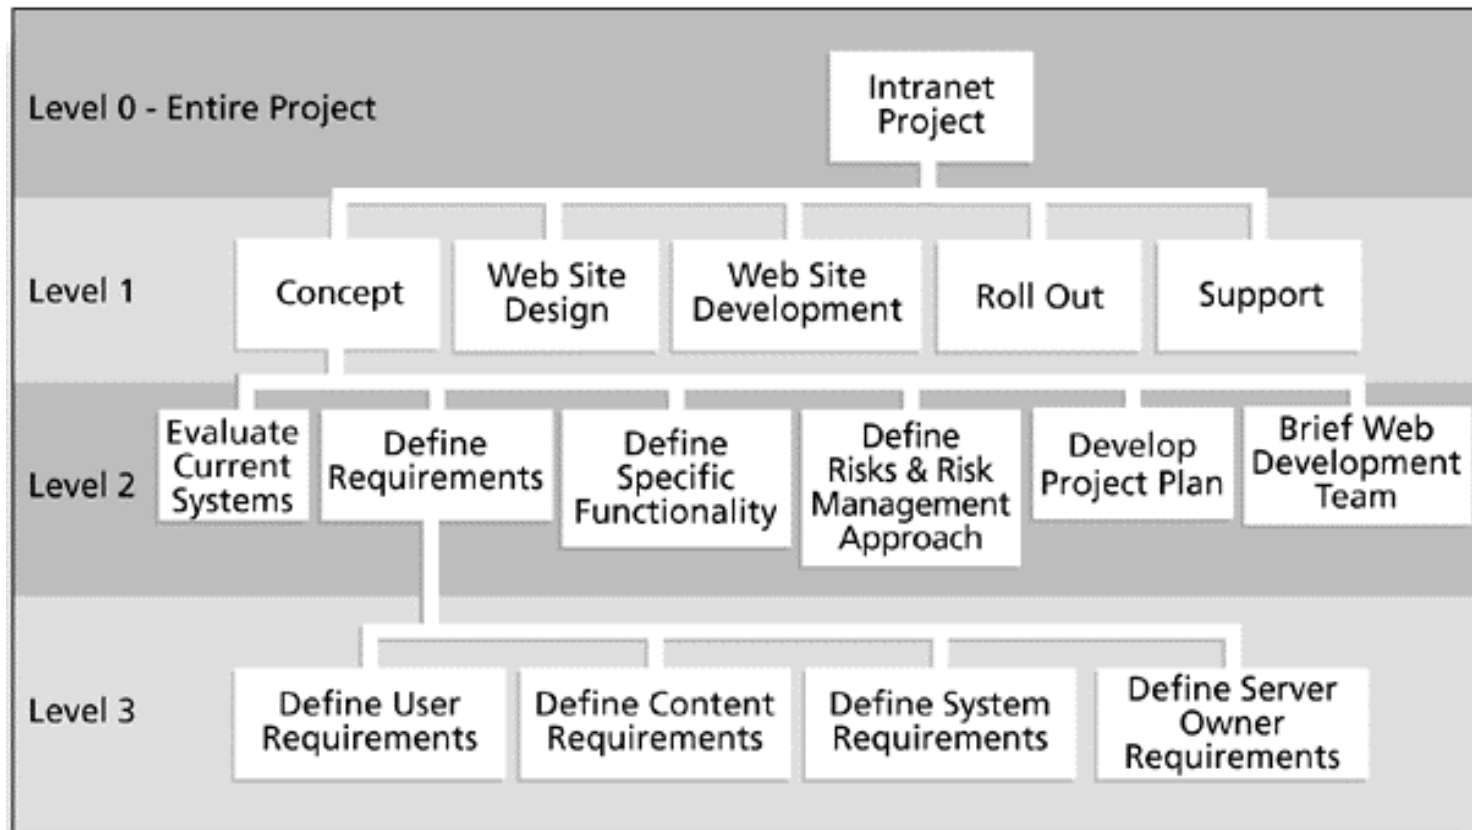 Level 0 - Entire Project
Intranet
Project
Level 1
Concept
Web Site
Design
Web Site
Development
Roll Out
Support
Level 2
Evaluate
Current
Systems
Define
Requirements
Define
Specific
Functionality
Define
Risks & Risk
Management
Approach
Develop
Project Plan
Brief Web
Development
Team
Level 3
Define User
Requirements
Define Content
Requirements
Define System
Requirements
Define Server
Owner
Requirements